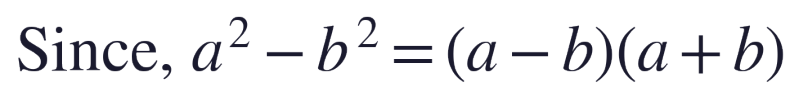 Since, a² − b² = (a − b)(a + b)